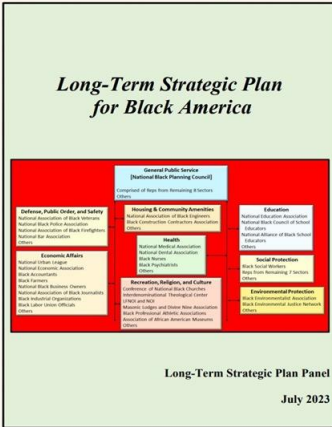 Long-Term Strategic Plan
for Black America
General Public Service
[National Black Planning Council]
Comprised of Reps from Remaining 9 Sectors
Others
Defense, Public Order, and Safety
National Association of Black Veterans
National Black Police Association
National Association of Black Firefighters
National Bar Association
Others
Housing & Community Amenities
National Association of Black Engineers
Black Construction Contractors Association
Others
Education
National Education Association
National Black Council of School
Educators
National Alliance of Black School
Educators
Others
Health
National Medical Association
National Dental Association
Black Nurses
Black Psychiatrists
Others
Economic Affairs
National Urban League
National Economic Association
Black Accountants
Black Farmers
National Black Business Owners
National Association of Black Journalists
Black Industrial Organizations
Black Labor Union Officials
Others
Social Protection
Black Social Workers
Reps from Remaining 7 Sectors
Others
Recreation, Religion, and Culture
Conference of National Black Churches
Interdenominational Theological Center
Masonic Lodges and Divine Nine Association
Black Professional Athletic Associations
Association of African American Museums
Others
Environmental Protection
Black Environmentalist Association
Black Environmental Justice Network
Others
Long-Term Strategic Plan Panel
July 2023